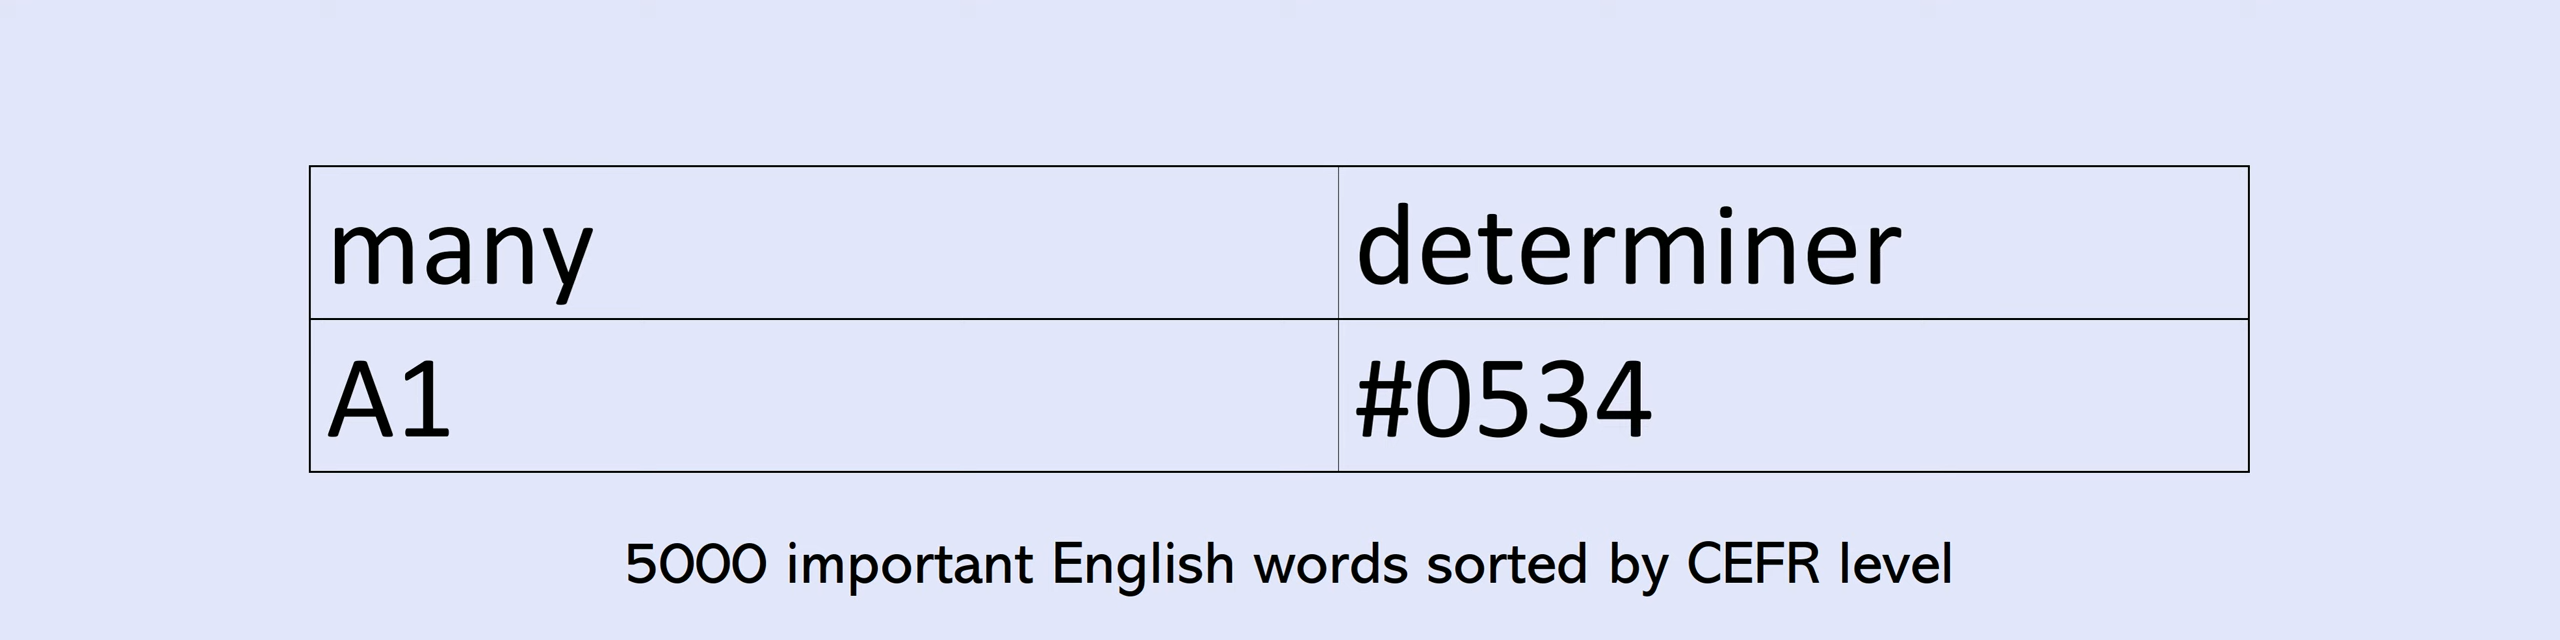 many determiner
A1 #0534
5000 important English words sorted by CEFR level